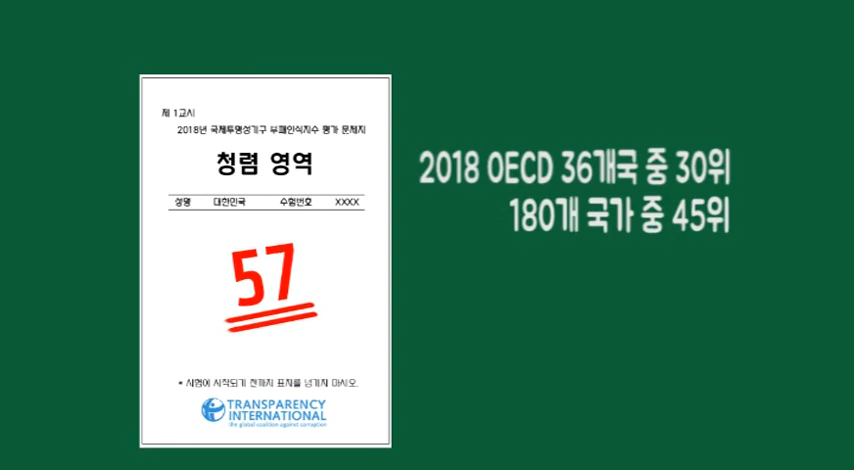 제 1교시
2018년 국제투명성기구 부패인식지수 평가 문제지
청렴 영역
성명 대한민국 수험번호 XXXX
57
* 시험이 시작되기 전까지 표지를 넘기지 마시오.
TRANSPARENCY
INTERNATIONAL
the global coalition against corruption
2018 OECD 36개국 중 30위
180개 국가 중 45위